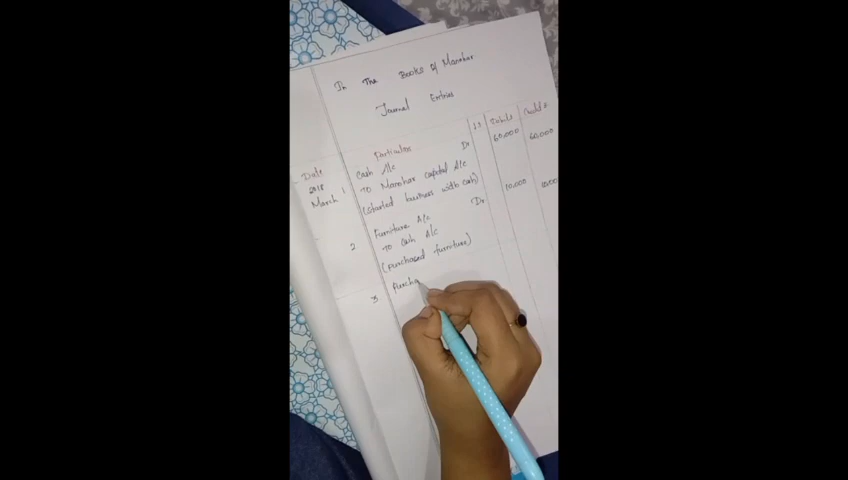 In The Books of Manohar
Journal Entries
Date Particulars Debit ₹ Credit ₹
2018
March 1 Cash A/c Dr 60,000
To Manohar capital A/c 60,000
(started business with cash)
2 Furniture A/c Dr 10,000
To Cash A/c 10,00
(purchased furniture)
3 Purcha